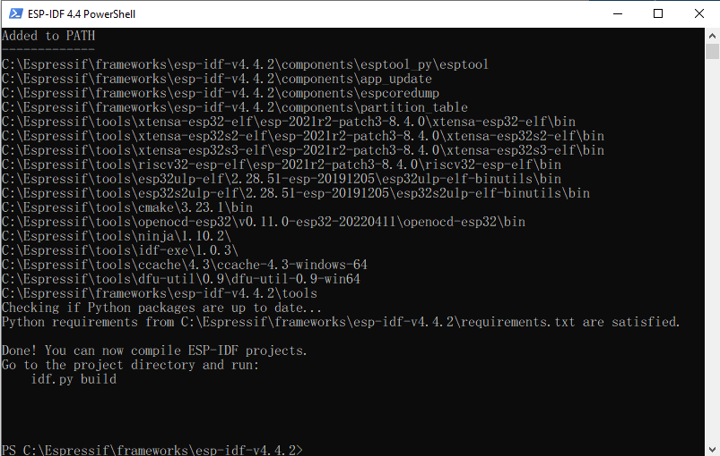 ESP-IDF 4.4 PowerShell
Added to PATH
-------------
C:\Espressif\frameworks\esp-idf-v4.4.2\components\esptool_py\esptool
C:\Espressif\frameworks\esp-idf-v4.4.2\components\app_update
C:\Espressif\frameworks\esp-idf-v4.4.2\components\espcoredump
C:\Espressif\frameworks\esp-idf-v4.4.2\components\partition_table
C:\Espressif\tools\xtensa-esp32-elf\esp-2021r2-patch3-8.4.0\xtensa-esp32-elf\bin
C:\Espressif\tools\xtensa-esp32s2-elf\esp-2021r2-patch3-8.4.0\xtensa-esp32s2-elf\bin
C:\Espressif\tools\xtensa-esp32s3-elf\esp-2021r2-patch3-8.4.0\xtensa-esp32s3-elf\bin
C:\Espressif\tools\riscv32-esp-elf\esp-2021r2-patch3-8.4.0\riscv32-esp-elf\bin
C:\Espressif\tools\esp32ulp-elf\2.28.51-esp-20191205\esp32ulp-elf-binutils\bin
C:\Espressif\tools\esp32s2ulp-elf\2.28.51-esp-20191205\esp32s2ulp-elf-binutils\bin
C:\Espressif\tools\cmake\3.23.1\bin
C:\Espressif\tools\openocd-esp32\v0.11.0-esp32-20220411\openocd-esp32\bin
C:\Espressif\tools\ninja\1.10.2\
C:\Espressif\tools\idf-exe\1.0.3\
C:\Espressif\tools\ccache\4.3\ccache-4.3-windows-64
C:\Espressif\tools\dfu-util\0.9\dfu-util-0.9-win64
C:\Espressif\frameworks\esp-idf-v4.4.2\tools
Checking if Python packages are up to date...
Python requirements from C:\Espressif\frameworks\esp-idf-v4.4.2\requirements.txt are satisfied.
Done! You can now compile ESP-IDF projects.
Go to the project directory and run:
idf.py build
PS C:\Espressif\frameworks\esp-idf-v4.4.2>